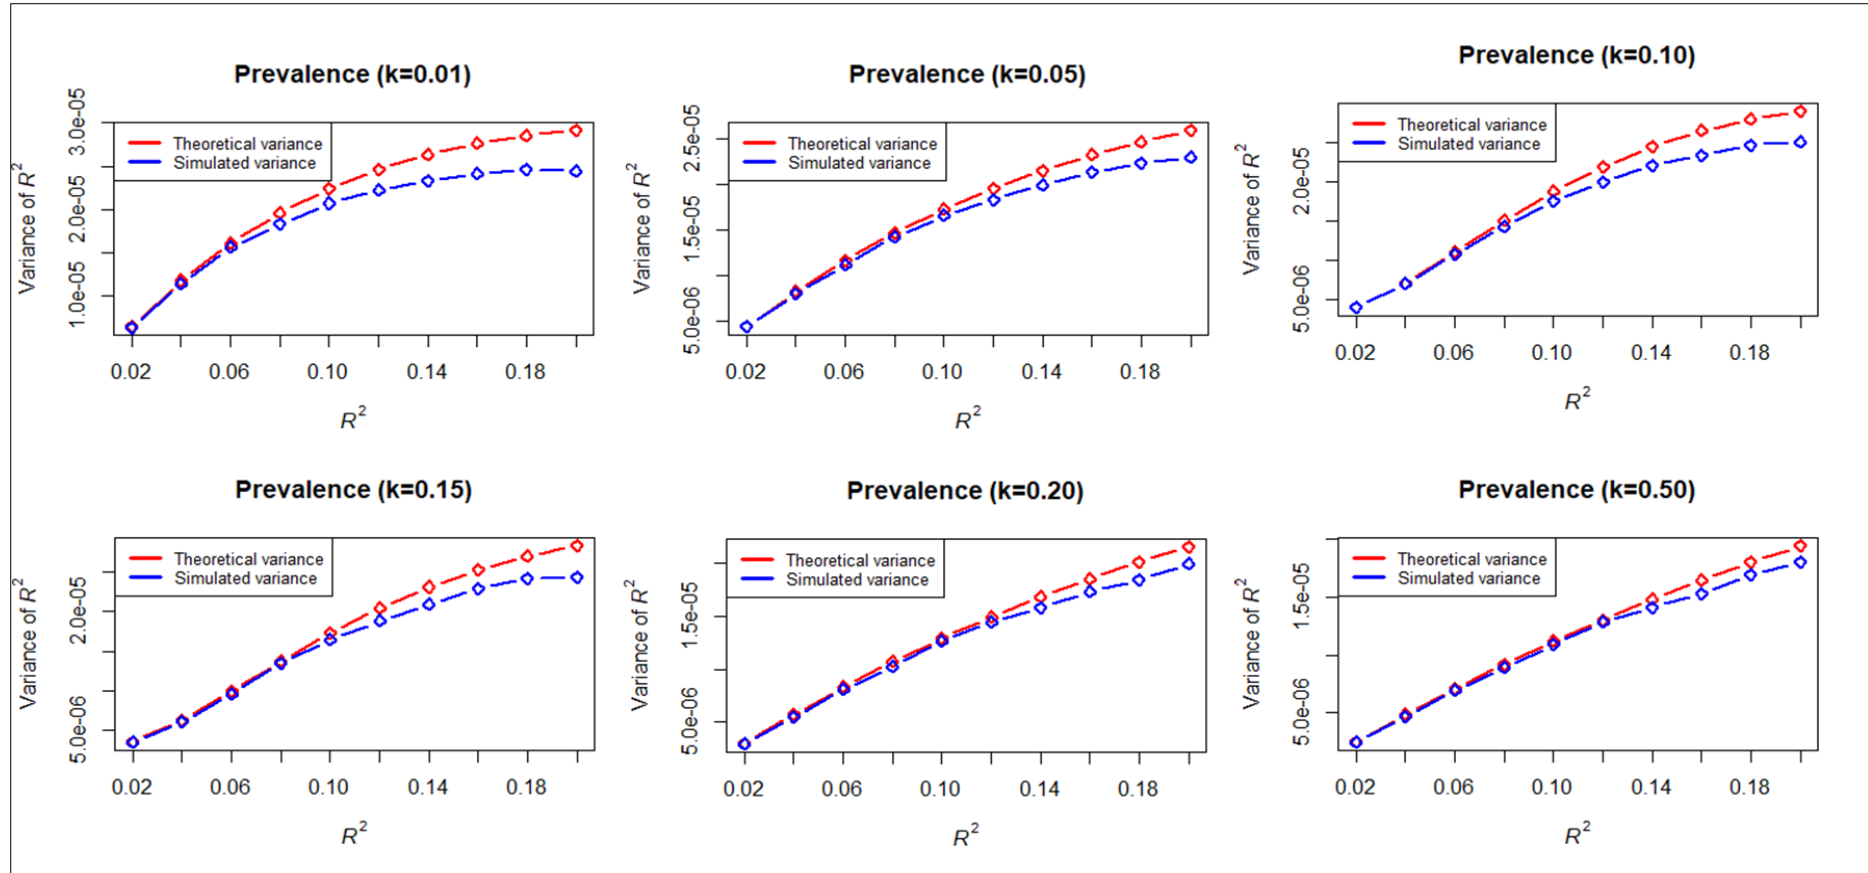 Prevalence (k=0.01)
Theoretical variance
Simulated variance
Variance of R²
3.0e-05
2.0e-05
1.0e-05
0.02 0.06 0.10 0.14 0.18
R²
Prevalence (k=0.05)
Theoretical variance
Simulated variance
Variance of R²
2.5e-05
1.5e-05
5.0e-06
0.02 0.06 0.10 0.14 0.18
R²
Prevalence (k=0.10)
Theoretical variance
Simulated variance
Variance of R²
2.0e-05
5.0e-06
0.02 0.06 0.10 0.14 0.18
R²
Prevalence (k=0.15)
Theoretical variance
Simulated variance
Variance of R²
2.0e-05
5.0e-06
0.02 0.06 0.10 0.14 0.18
R²
Prevalence (k=0.20)
Theoretical variance
Simulated variance
Variance of R²
1.5e-05
5.0e-06
0.02 0.06 0.10 0.14 0.18
R²
Prevalence (k=0.50)
Theoretical variance
Simulated variance
Variance of R²
1.5e-05
5.0e-06
0.02 0.06 0.10 0.14 0.18
R²